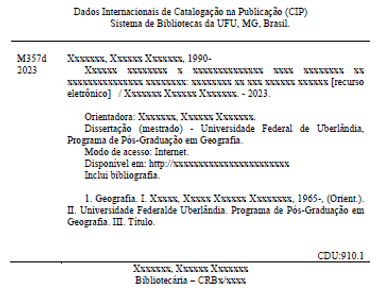 Dados Internacionais de Catalogação na Publicação (CIP)
Sistema de Bibliotecas da UFU, MG, Brasil.
M357d Xxxxxxx, Xxxxxx Xxxxxxx, 1990-
2023 Xxxxxx xxxxxxxx x xxxxxxxxxxxxxx xxxx xxxxxxxx xx
xxxxxxxxxxxxxxx xxxxxxxx: xxxxxxxx xx xxx xxxxxx xxxxxx [recurso
eletrônico] / Xxxxxxx Xxxxxx Xxxxxxx. - 2023.
Orientadora: Xxxxxxx, Xxxxxx Xxxxxxx.
Dissertação (mestrado) - Universidade Federal de Uberlândia,
Programa de Pós-Graduação em Geografia.
Modo de acesso: Internet.
Disponível em: http://xxxxxxxxxxxxxxxxxxxxxxxx
Inclui bibliografia.
1. Geografia. I. Xxxxx, Xxxxx Xxxxxx Xxxxxxxx, 1965-, (Orient.).
II. Universidade Federalde Uberlândia. Programa de Pós-Graduação em
Geografia. III. Título.
CDU:910.1
Xxxxxxx, Xxxxxx Xxxxxxx
Bibliotecária – CRBx/xxxx